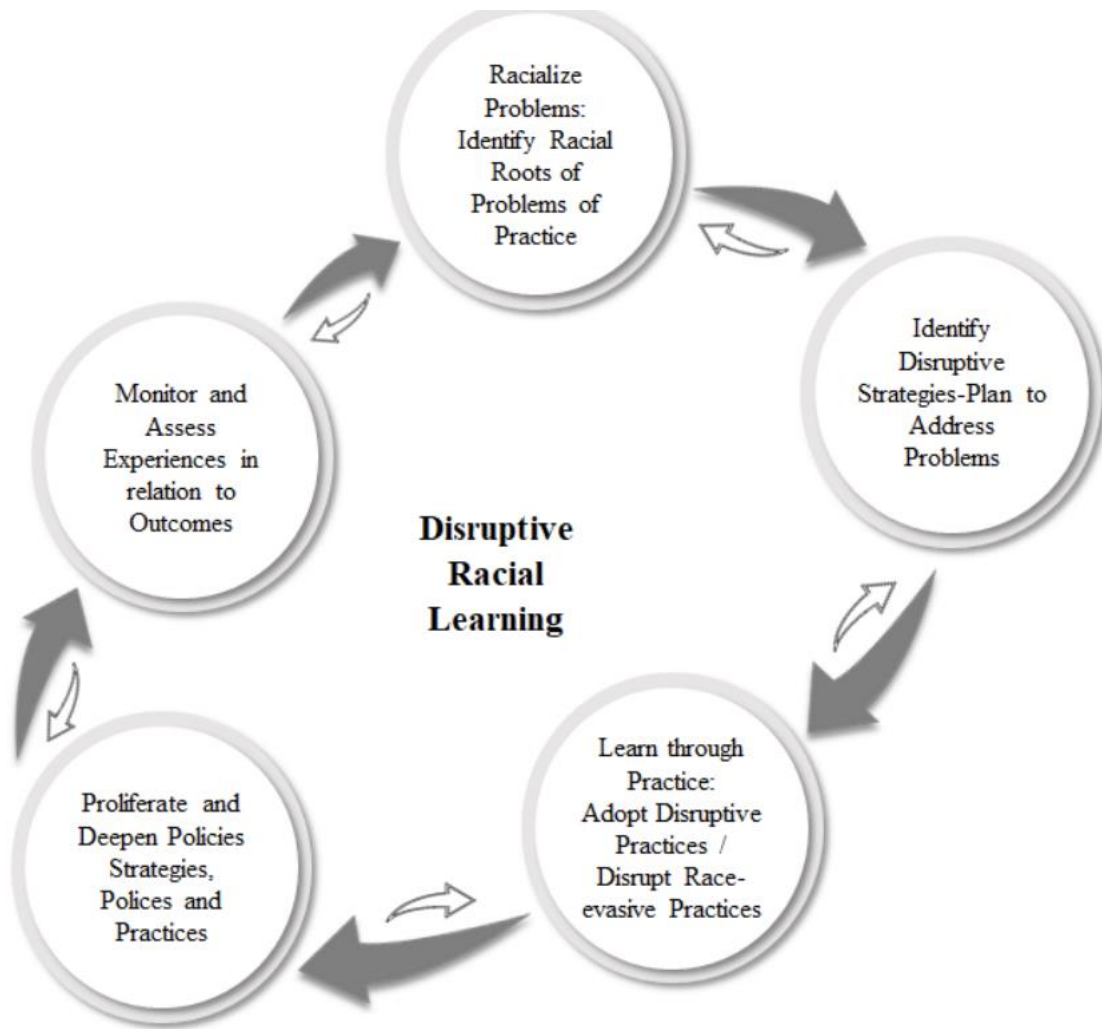 Racialize
Problems:
Identify Racial
Roots of
Problems of
Practice
Identify
Disruptive
Strategies-Plan to
Address
Problems
Learn through
Practice:
Adopt Disruptive
Practices /
Disrupt Race-
evasive Practices
Proliferate and
Deepen Policies
Strategies,
Polices and
Practices
Monitor and
Assess
Experiences in
relation to
Outcomes
Disruptive
Racial
Learning